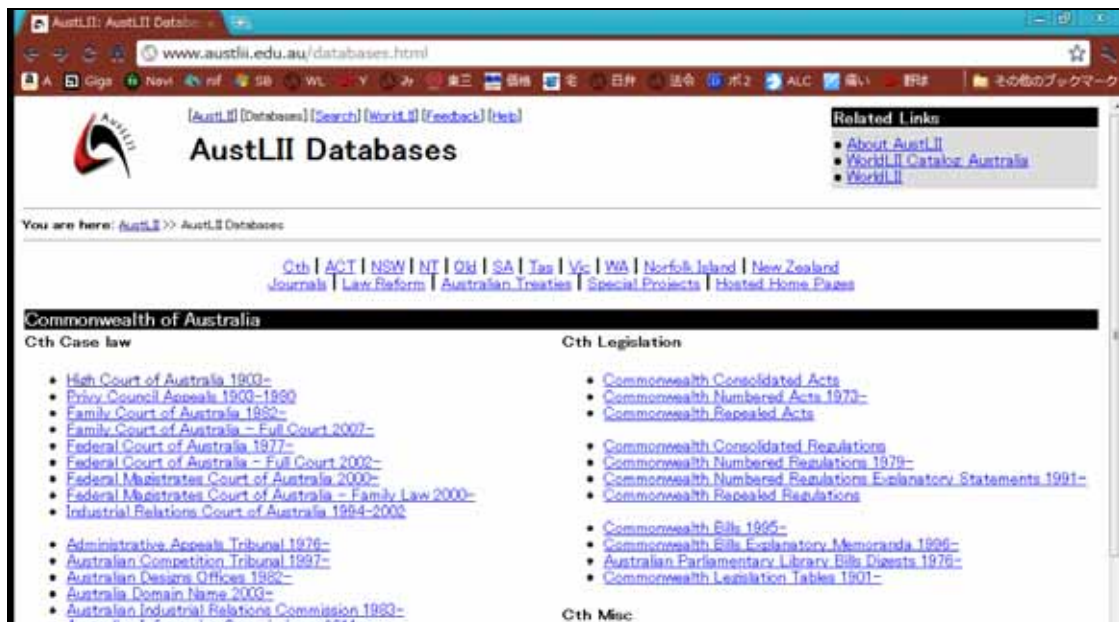 AustLII: AustLII Datab
www.austlii.edu.au/databases.html
A Giga Navi nif SB WL Y み 東三 価格 宅 日弁 法令 ポ2 ALC 痛い 野球 その他のブックマーク
AustLII
[AustLII] [Databases] [Search] [WorldLII] [Feedback] [Help]
AustLII Databases
Related Links
About AustLII
WorldLII Catalog: Australia
WorldLII
You are here: AustLII >> AustLII Databases
Cth | ACT | NSW | NT | Qld | SA | Tas | Vic | WA | Norfolk Island | New Zealand
Journals | Law Reform | Australian Treaties | Special Projects | Hosted Home Pages
Commonwealth of Australia
Cth Case law
High Court of Australia 1903-
Privy Council Appeals 1903-1980
Family Court of Australia 1982-
Family Court of Australia - Full Court 2007-
Federal Court of Australia 1977-
Federal Court of Australia - Full Court 2002-
Federal Magistrates Court of Australia 2000-
Federal Magistrates Court of Australia - Family Law 2000-
Industrial Relations Court of Australia 1994-2002
Administrative Appeals Tribunal 1976-
Australian Competition Tribunal 1997-
Australian Designs Offices 1982-
Australia Domain Name 2003-
Australian Industrial Relations Commission 1983-
Cth Legislation
Commonwealth Consolidated Acts
Commonwealth Numbered Acts 1973-
Commonwealth Repealed Acts
Commonwealth Consolidated Regulations
Commonwealth Numbered Regulations 1979-
Commonwealth Numbered Regulations Explanatory Statements 1991-
Commonwealth Repealed Regulations
Commonwealth Bills 1995-
Commonwealth Bills Explanatory Memoranda 1996-
Australian Parliamentary Library Bills Digests 1976-
Commonwealth Legislation Tables 1901-
Cth Misc